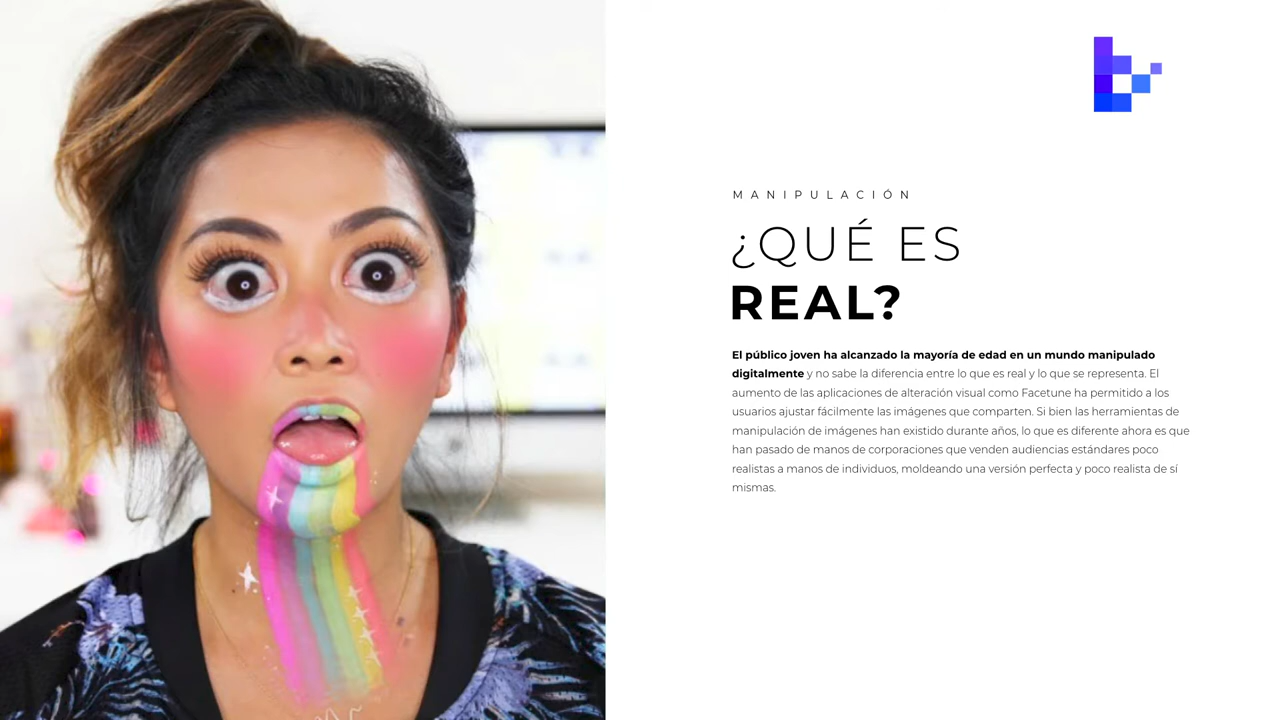 MANIPULACIÓN
¿QUÉ ES
REAL?
El público joven ha alcanzado la mayoría de edad en un mundo manipulado
digitalmente y no sabe la diferencia entre lo que es real y lo que se representa. El
aumento de las aplicaciones de alteración visual como Facetune ha permitido a los
usuarios ajustar fácilmente las imágenes que comparten. Si bien las herramientas de
manipulación de imágenes han existido durante años, lo que es diferente ahora es que
han pasado de manos de corporaciones que venden audiencias estándares poco
realistas a manos de individuos, moldeando una versión perfecta y poco realista de sí
mismas.